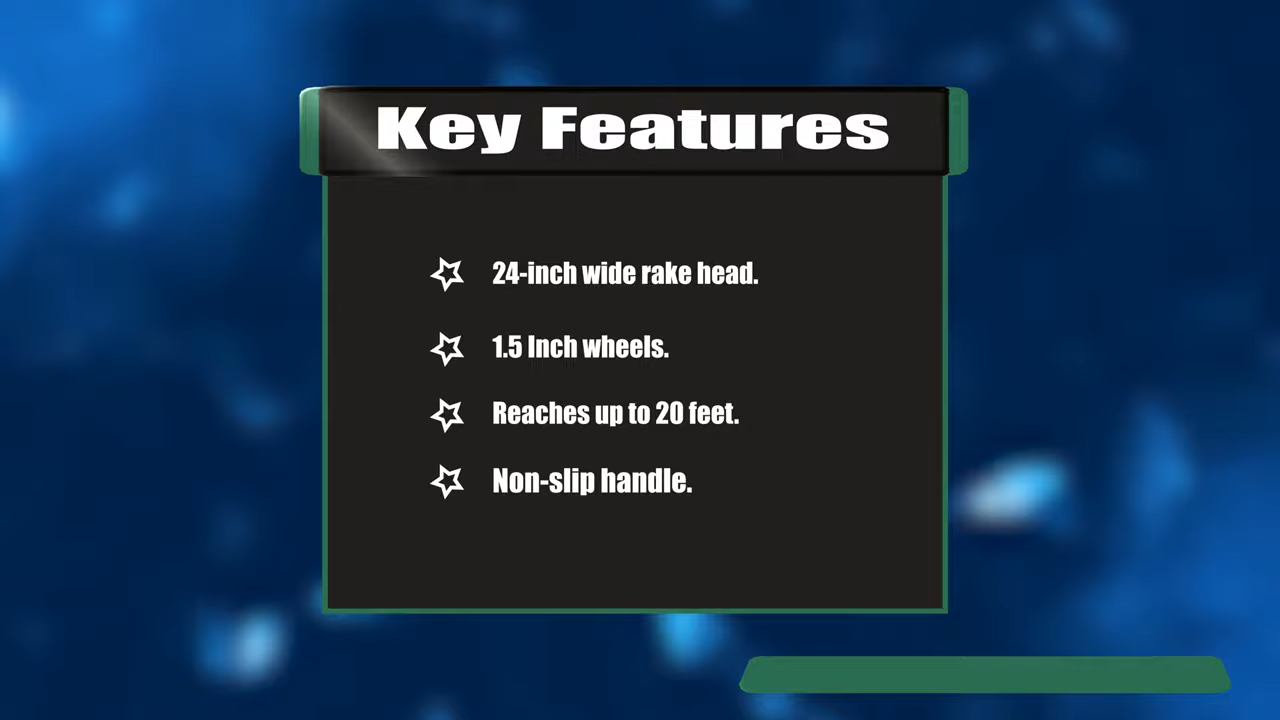 Key Features
24-inch wide rake head.
1.5 Inch wheels.
Reaches up to 20 feet.
Non-slip handle.